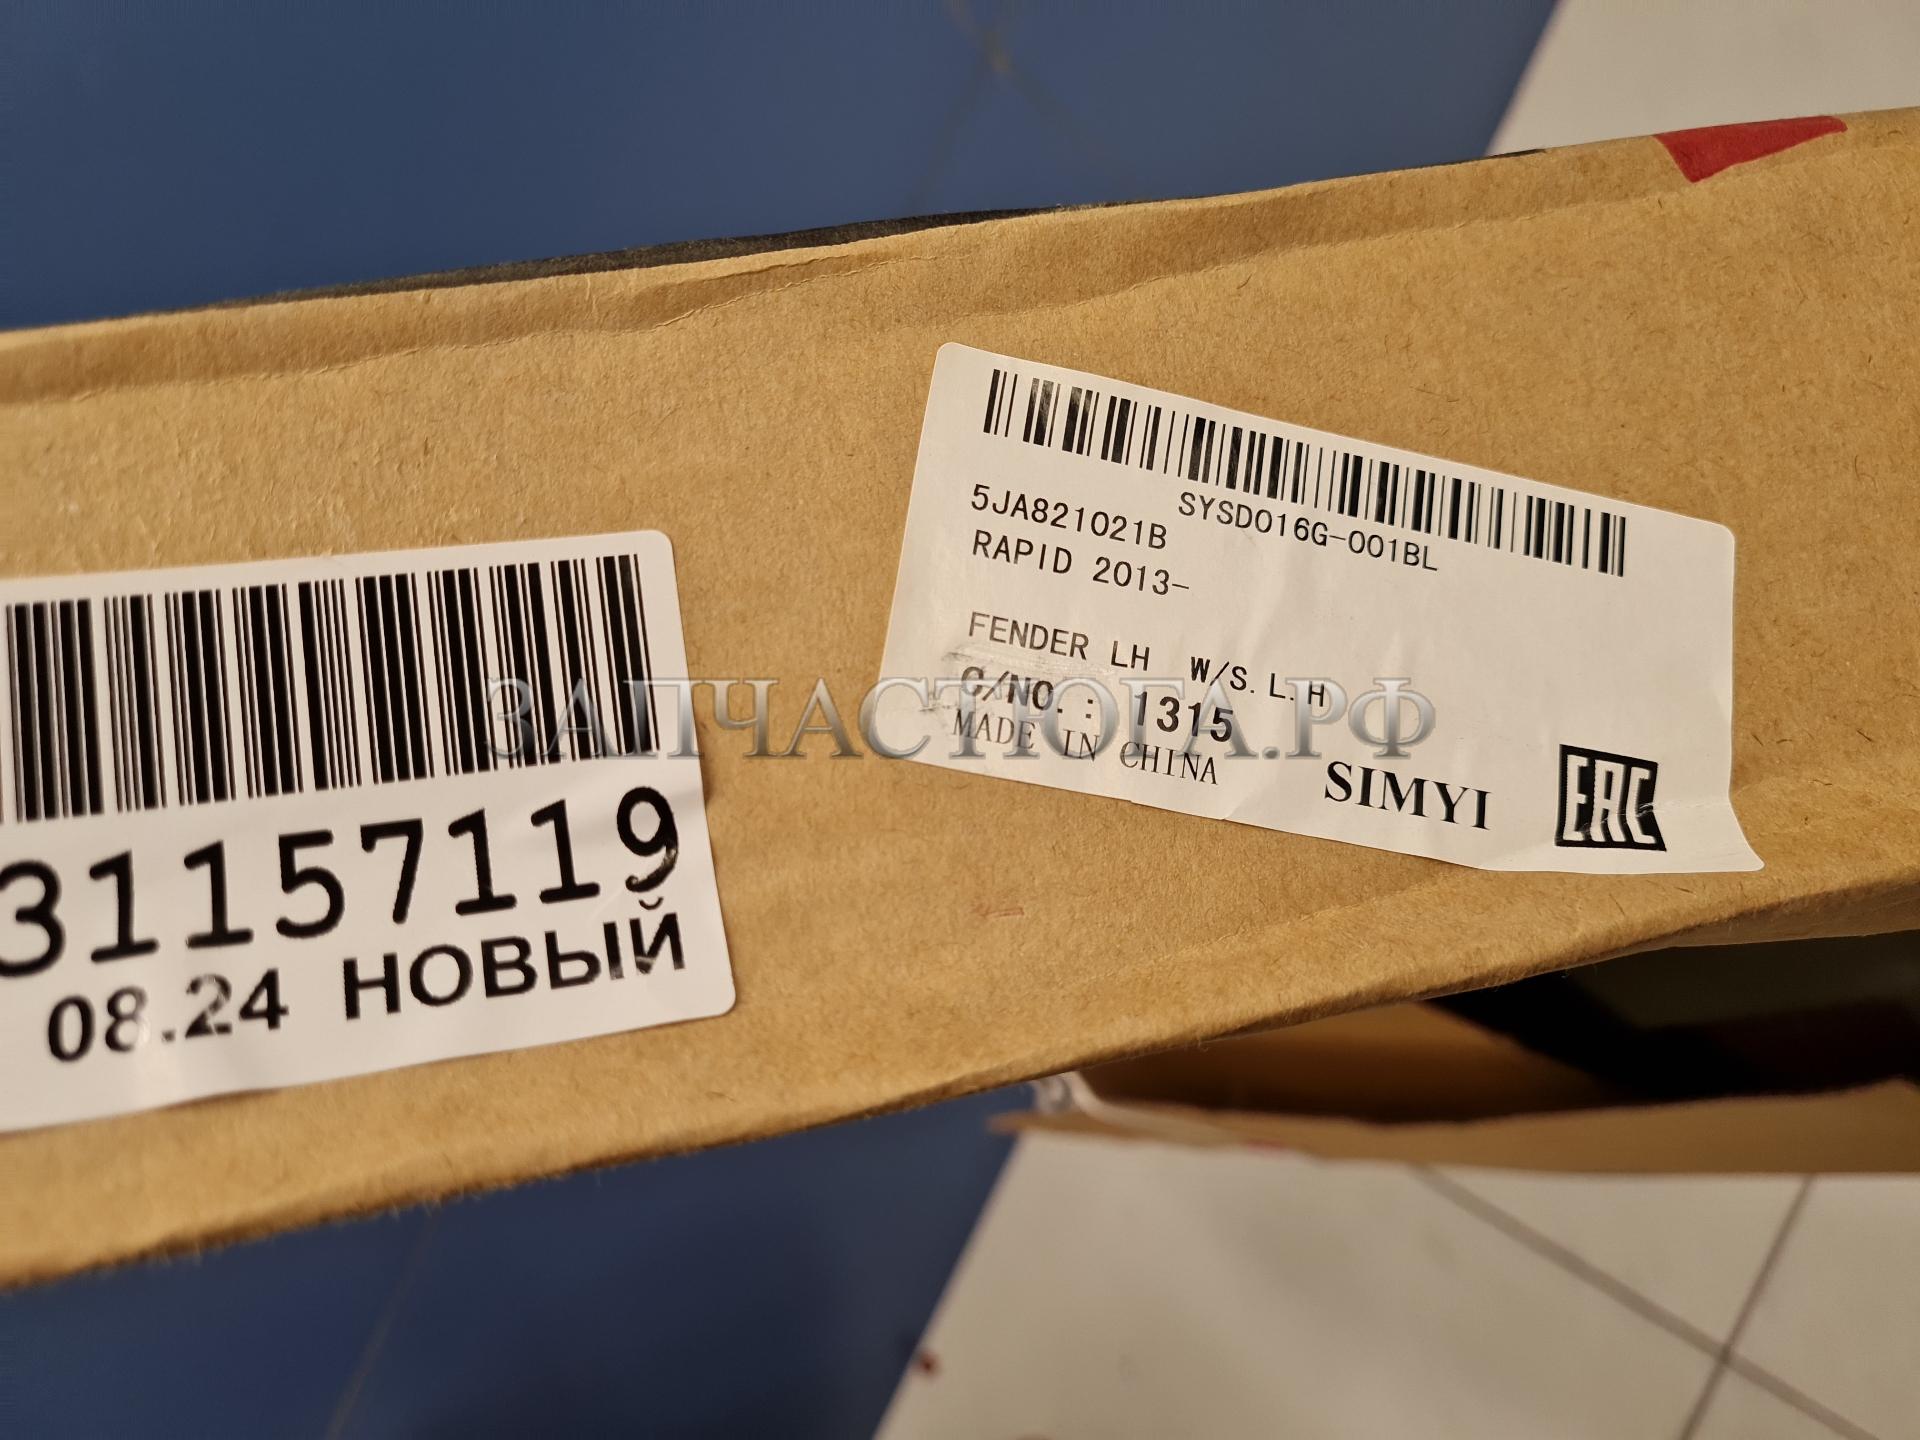 SYSD016G-001BL
5JA821021B
RAPID 2013-
FENDER LH W/S.L.H
C/NO.: 1315
MADE IN CHINA
SIMYI
EAC
31157119
08.24 НОВЫЙ
ЗАПЧАСТЮГА.РФ